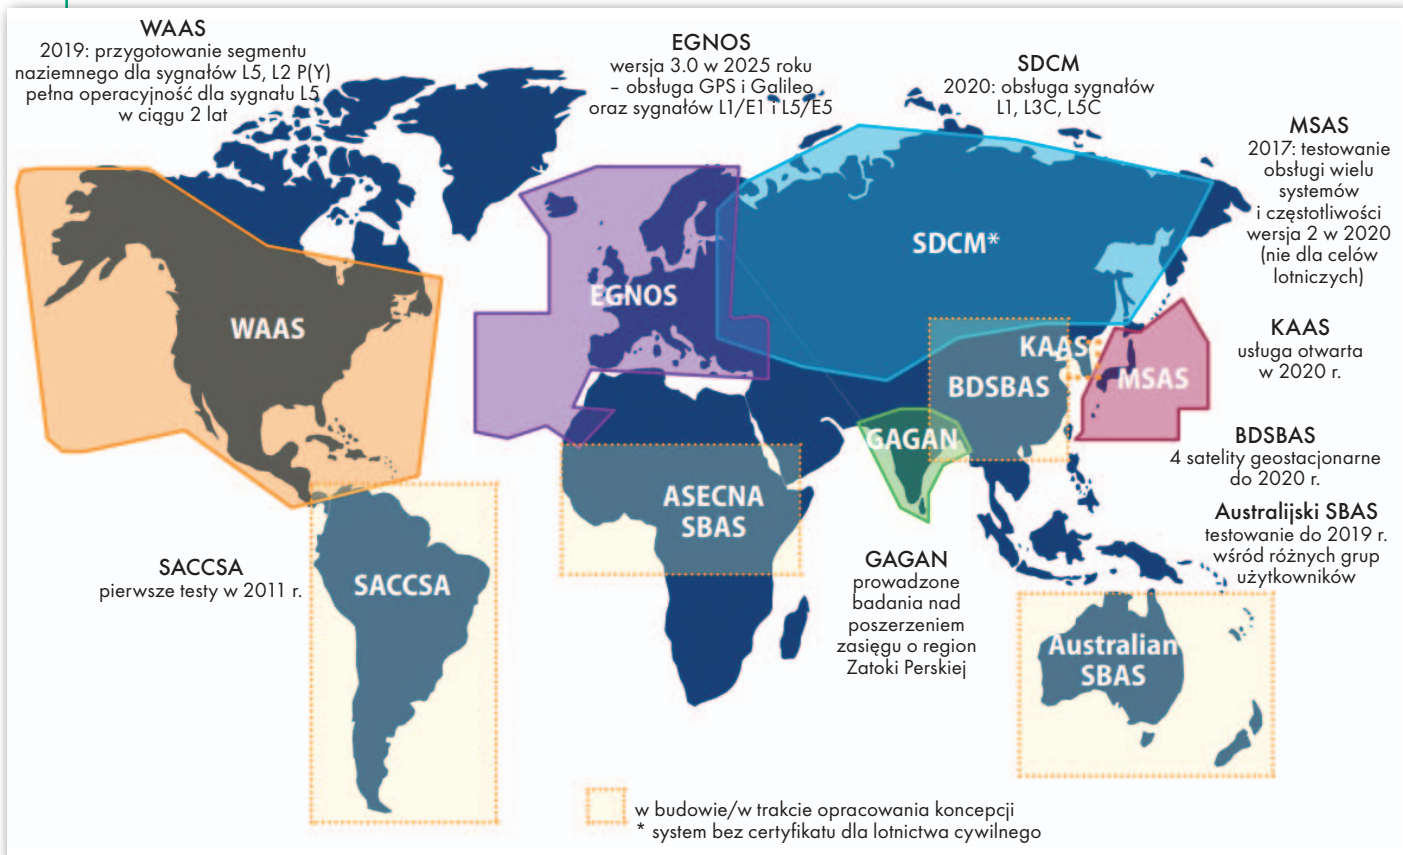 WAAS
2019: przygotowanie segmentu
naziemnego dla sygnałów L5, L2 P(Y)
pełna operacyjność dla sygnału L5
w ciągu 2 lat
EGNOS
wersja 3.0 w 2025 roku
– obsługa GPS i Galileo
oraz sygnałów L1/E1 i L5/E5
SDCM
2020: obsługa sygnałów
L1, L3C, L5C
MSAS
2017: testowanie
obsługi wielu
systemów
i częstotliwości
wersja 2 w 2020
(nie dla celów
lotniczych)
KAAS
usługa otwarta
w 2020 r.
BDSBAS
4 satelity geostacjonarne
do 2020 r.
Australijski SBAS
testowanie do 2019 r.
wśród różnych grup
użytkowników
WAAS
EGNOS
SDCM*
KAAS
MSAS
BDSBAS
GAGAN
ASECNA
SBAS
SACCSA
Australian
SBAS
SACCSA
pierwsze testy w 2011 r.
GAGAN
prowadzone
badania nad
poszerzeniem
zasięgu o region
Zatoki Perskiej
w budowie/w trakcie opracowania koncepcji
* system bez certyfikatu dla lotnictwa cywilnego